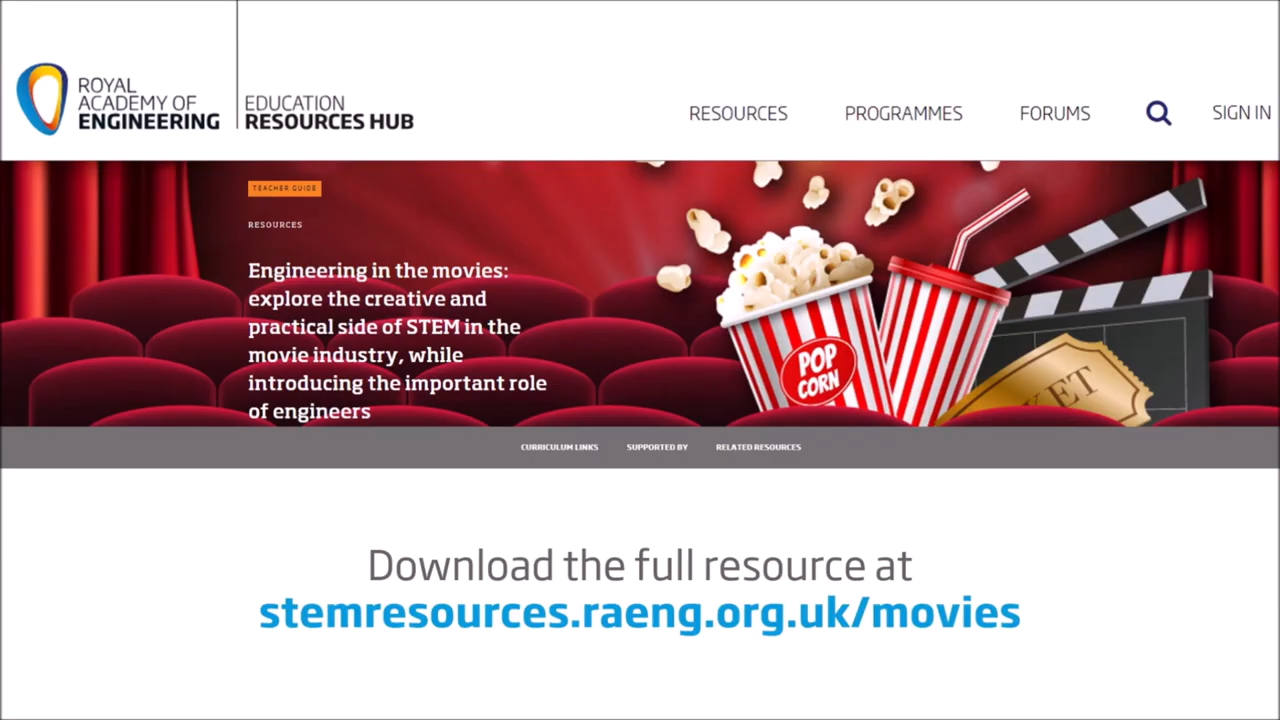 ROYAL
ACADEMY OF
ENGINEERING
EDUCATION
RESOURCES HUB
RESOURCES
PROGRAMMES
FORUMS
SIGN IN
TEACHER GUIDE
RESOURCES
Engineering in the movies:
explore the creative and
practical side of STEM in the
movie industry, while
introducing the important role
of engineers
POP
CORN
KET
CURRICULUM LINKS
SUPPORTED BY
RELATED RESOURCES
Download the full resource at
stemresources.raeng.org.uk/movies